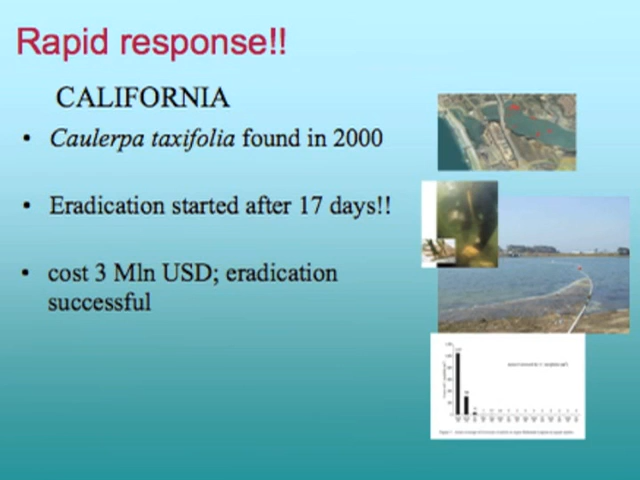 Rapid response!!
CALIFORNIA
• Caulerpa taxifolia found in 2000
• Eradication started after 17 days!!
• cost 3 Mln USD; eradication
successful